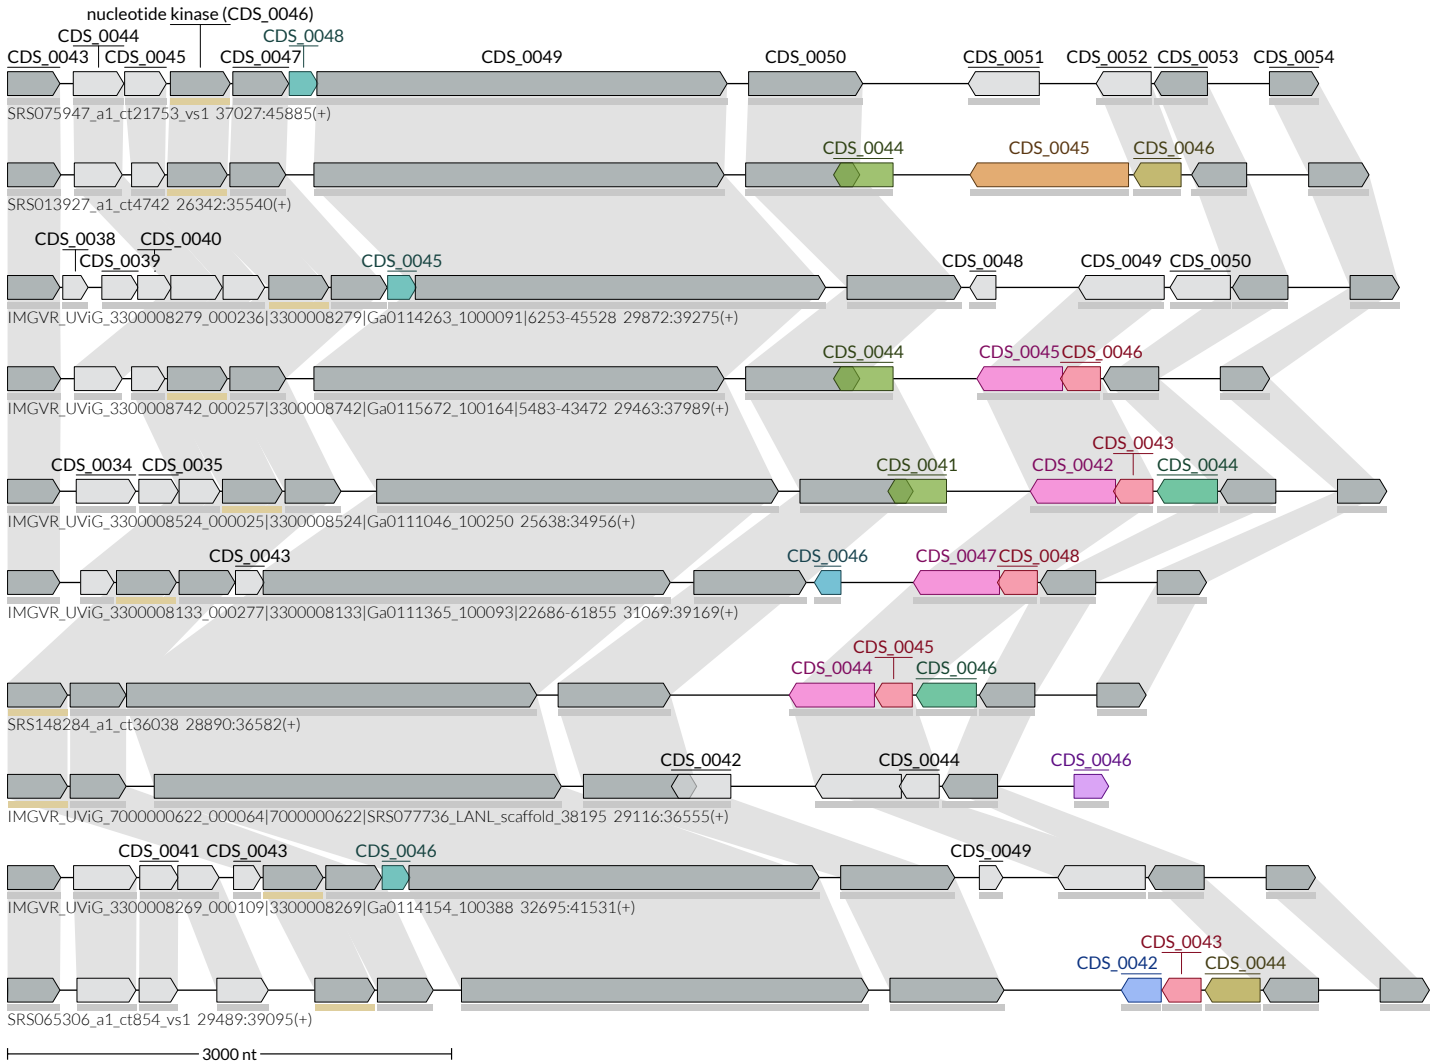 nucleotide kinase (CDS_0046)
CDS_0044 CDS_0048
CDS_0043 CDS_0045 CDS_0047 CDS_0049 CDS_0050 CDS_0051 CDS_0052 CDS_0053 CDS_0054
SRS075947_a1_ct21753_vs1 37027:45885(+)
CDS_0044 CDS_0045 CDS_0046
SRS013927_a1_ct4742 26342:35540(+)
CDS_0038 CDS_0040
CDS_0039 CDS_0045 CDS_0048 CDS_0049 CDS_0050
IMGVR_UViG_3300008279_000236|3300008279|Ga0114263_1000091|6253-45528 29872:39275(+)
CDS_0044 CDS_0045 CDS_0046
IMGVR_UViG_3300008742_000257|3300008742|Ga0115672_100164|5483-43472 29463:37989(+)
CDS_0043
CDS_0034 CDS_0035 CDS_0041 CDS_0042 CDS_0044
IMGVR_UViG_3300008524_000025|3300008524|Ga0111046_100250 25638:34956(+)
CDS_0043 CDS_0046 CDS_0047 CDS_0048
IMGVR_UViG_3300008133_000277|3300008133|Ga0111365_100093|22686-61855 31069:39169(+)
CDS_0045
CDS_0044 CDS_0046
SRS148284_a1_ct36038 28890:36582(+)
CDS_0042 CDS_0044 CDS_0046
IMGVR_UViG_7000000622_000064|7000000622|SRS077736_LANL_scaffold_38195 29116:36555(+)
CDS_0041 CDS_0043 CDS_0046 CDS_0049
IMGVR_UViG_3300008269_000109|3300008269|Ga0114154_100388 32695:41531(+)
CDS_0043
CDS_0042 CDS_0044
SRS065306_a1_ct854_vs1 29489:39095(+)
3000 nt